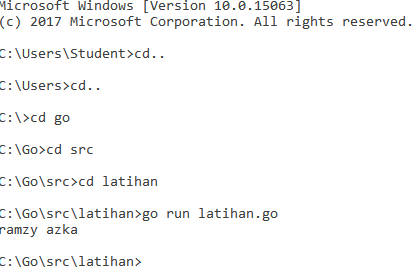 Microsoft Windows [Version 10.0.15063]
(c) 2017 Microsoft Corporation. All rights reserved.
C:\Users\Student>cd..
C:\Users>cd..
C:\>cd go
C:\Go>cd src
C:\Go\src>cd latihan
C:\Go\src\latihan>go run latihan.go
ramzy azka
C:\Go\src\latihan>